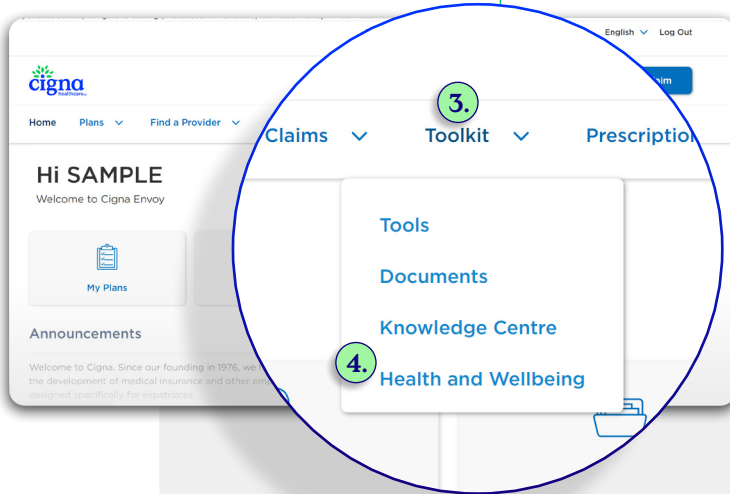 English Log Out
cigna
healthcare
aim
3.
Home Plans Find a Provider Claims Toolkit Prescription
Hi SAMPLE
Welcome to Cigna Envoy
Tools
Documents
Knowledge Centre
4.
Health and Wellbeing
My Plans
Announcements
Welcome to Cigna. Since our founding in 1976, we
the development of medical insurance and other em
designed specifically for expatriates.